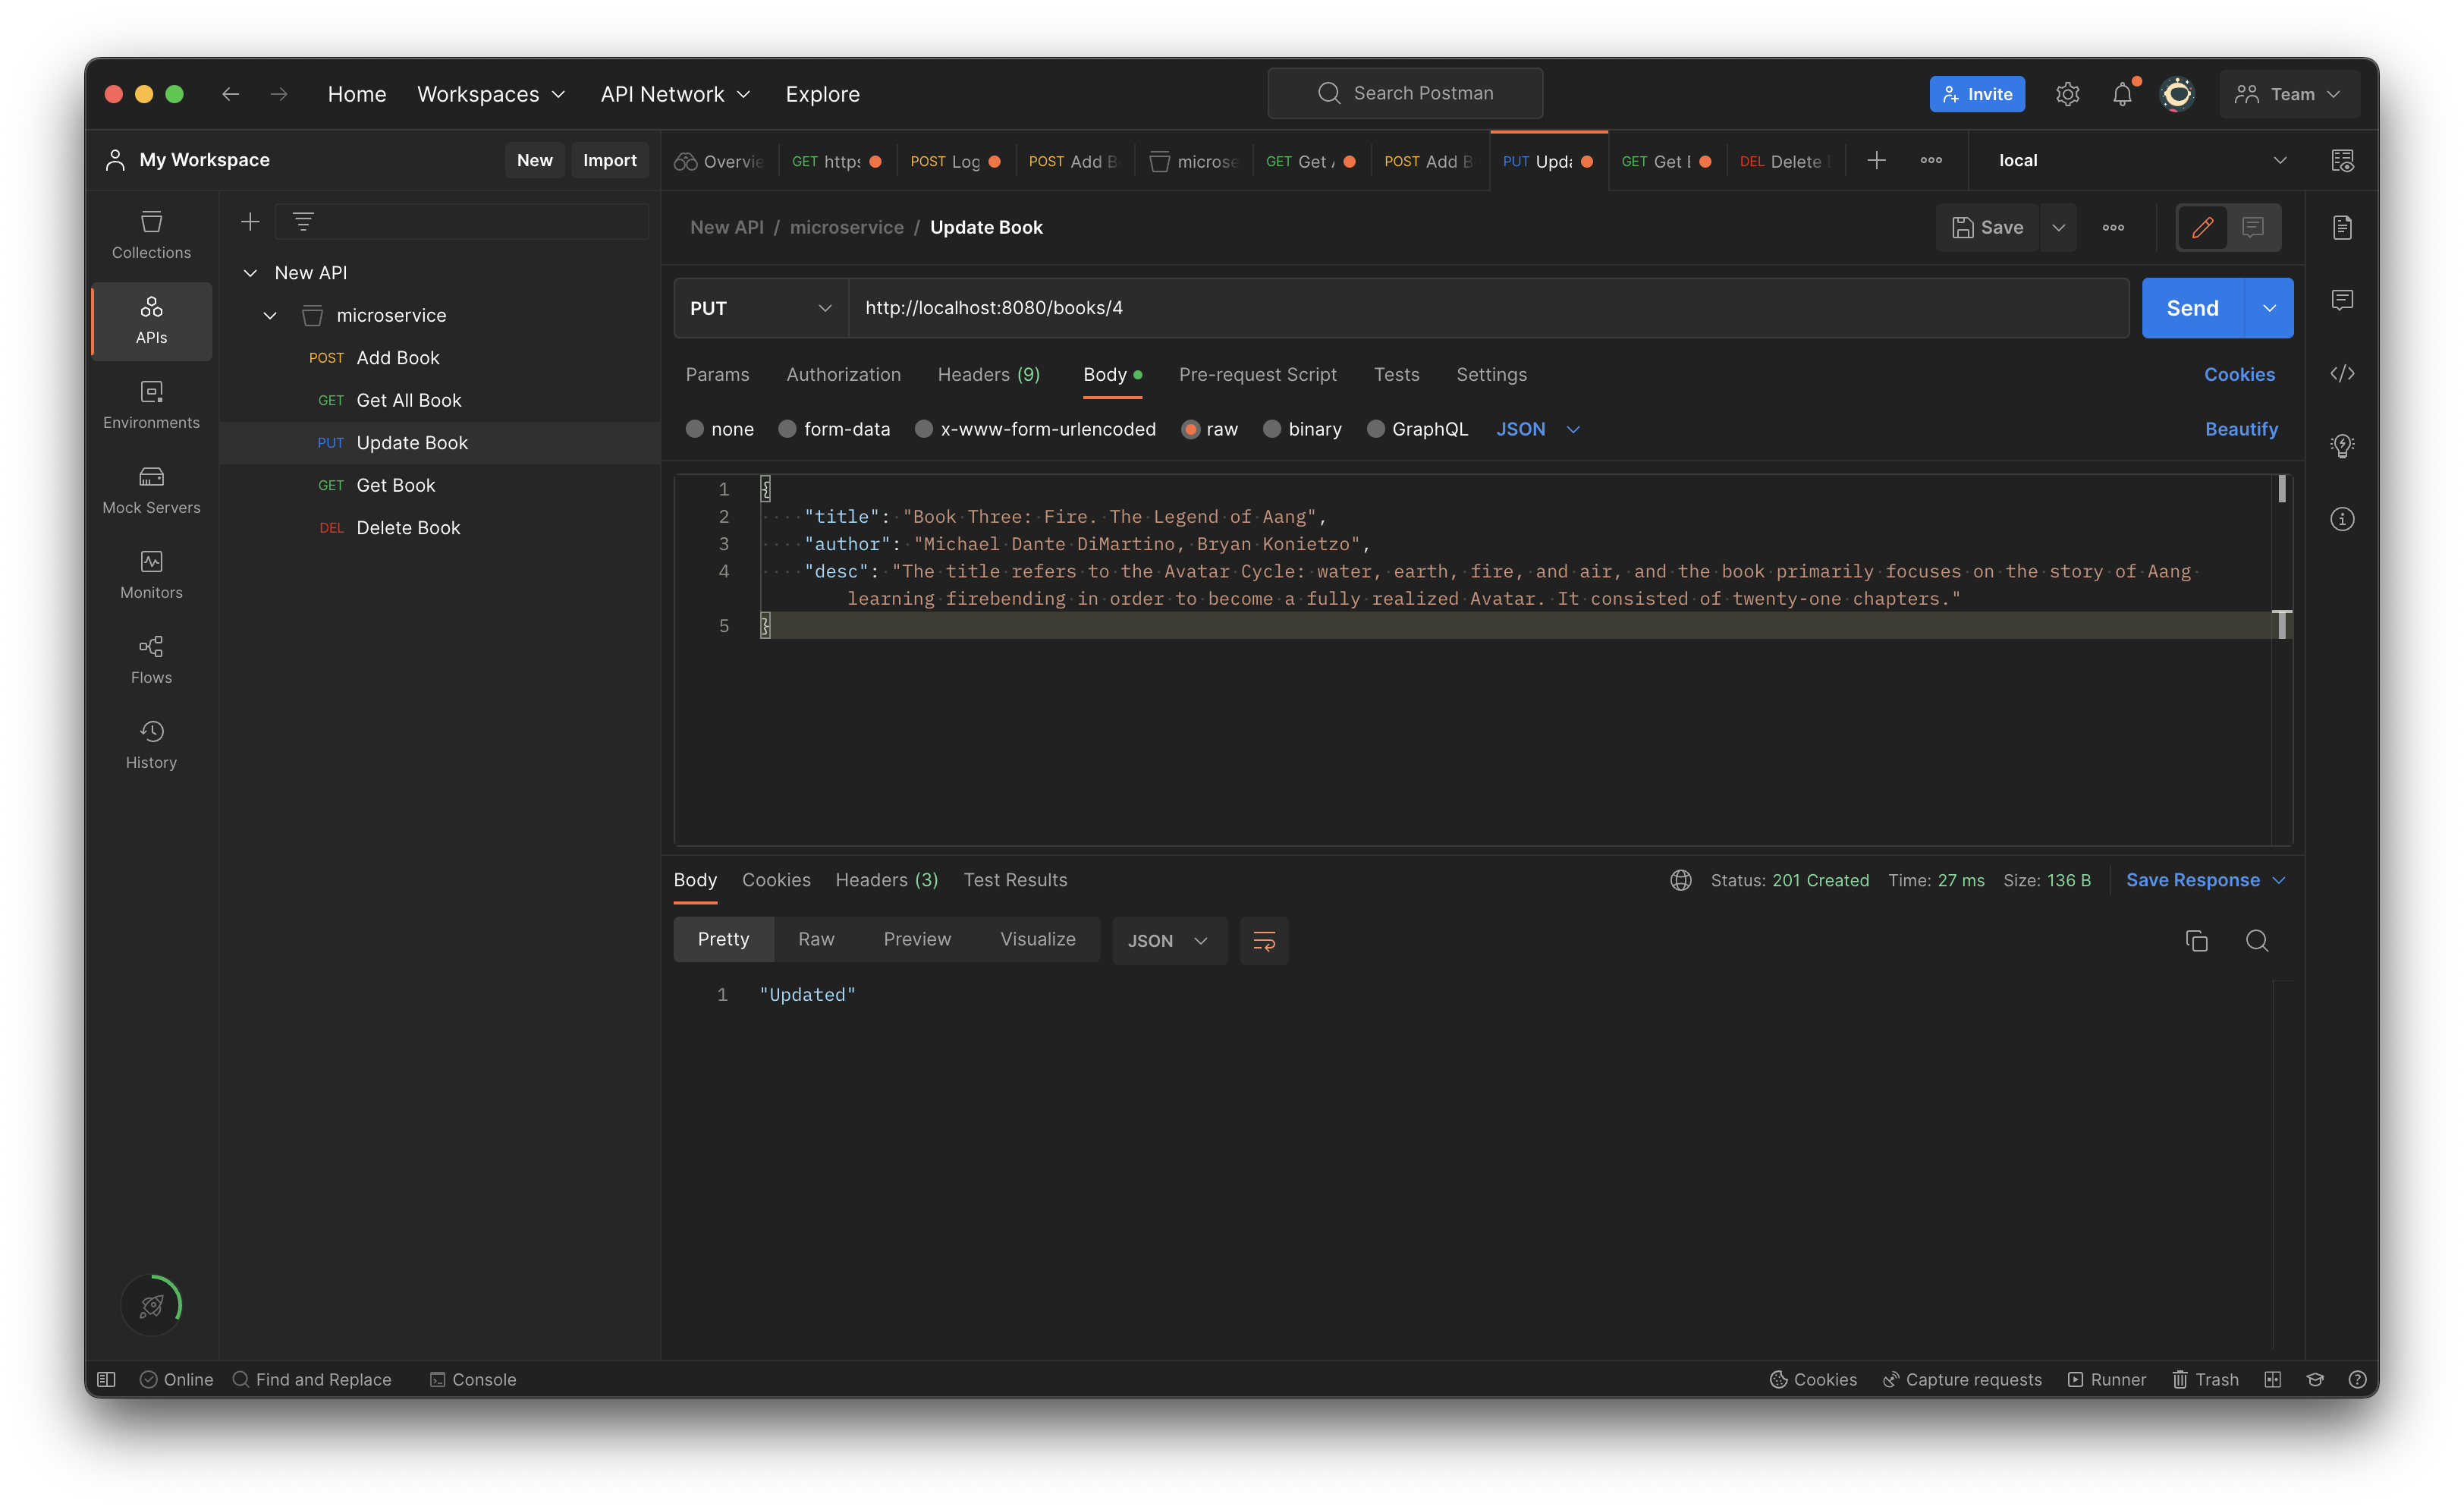 Home Workspaces API Network Explore Search Postman Invite Team
My Workspace New Import Overvie GET https POST Log POST Add B microse GET Get POST Add B PUT Upda GET Get DEL Delete local
Collections
APIs
Environments
Mock Servers
Monitors
Flows
History
New API
microservice
POST Add Book
GET Get All Book
PUT Update Book
GET Get Book
DEL Delete Book
New API / microservice / Update Book Save
PUT http://localhost:8080/books/4 Send
Params Authorization Headers (9) Body Pre-request Script Tests Settings Cookies
none form-data x-www-form-urlencoded raw binary GraphQL JSON Beautify
1 {
2 "title": "Book Three: Fire. The Legend of Aang",
3 "author": "Michael Dante DiMartino, Bryan Konietzo",
4 "desc": "The title refers to the Avatar Cycle: water, earth, fire, and air, and the book primarily focuses on the story of Aang
learning firebending in order to become a fully realized Avatar. It consisted of twenty-one chapters."
5 }
Body Cookies Headers (3) Test Results Status: 201 Created Time: 27 ms Size: 136 B Save Response
Pretty Raw Preview Visualize JSON
1 "Updated"
Online Find and Replace Console Cookies Capture requests Runner Trash